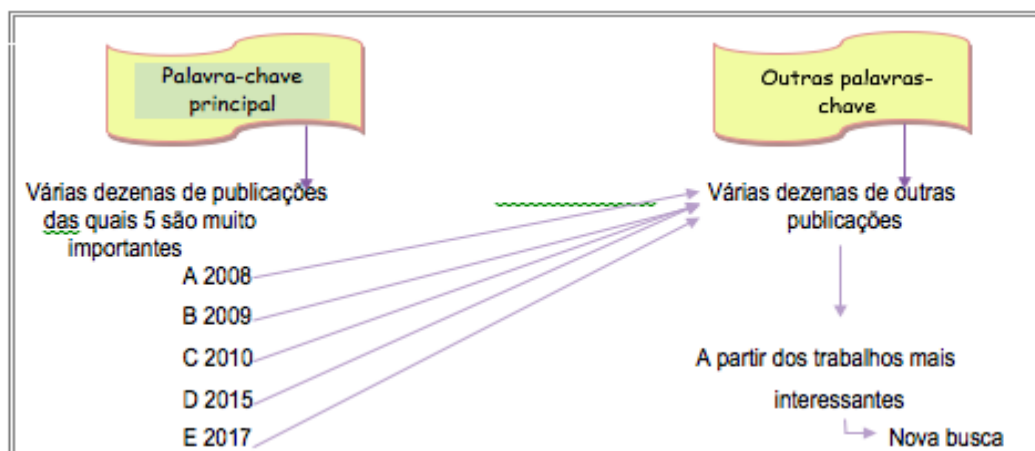 Palavra-chave
principal
Várias dezenas de publicações
das quais 5 são muito
importantes
A 2008
B 2009
C 2010
D 2015
E 2017
Outras palavras-
chave
Várias dezenas de outras
publicações
A partir dos trabalhos mais
interessantes
Nova busca